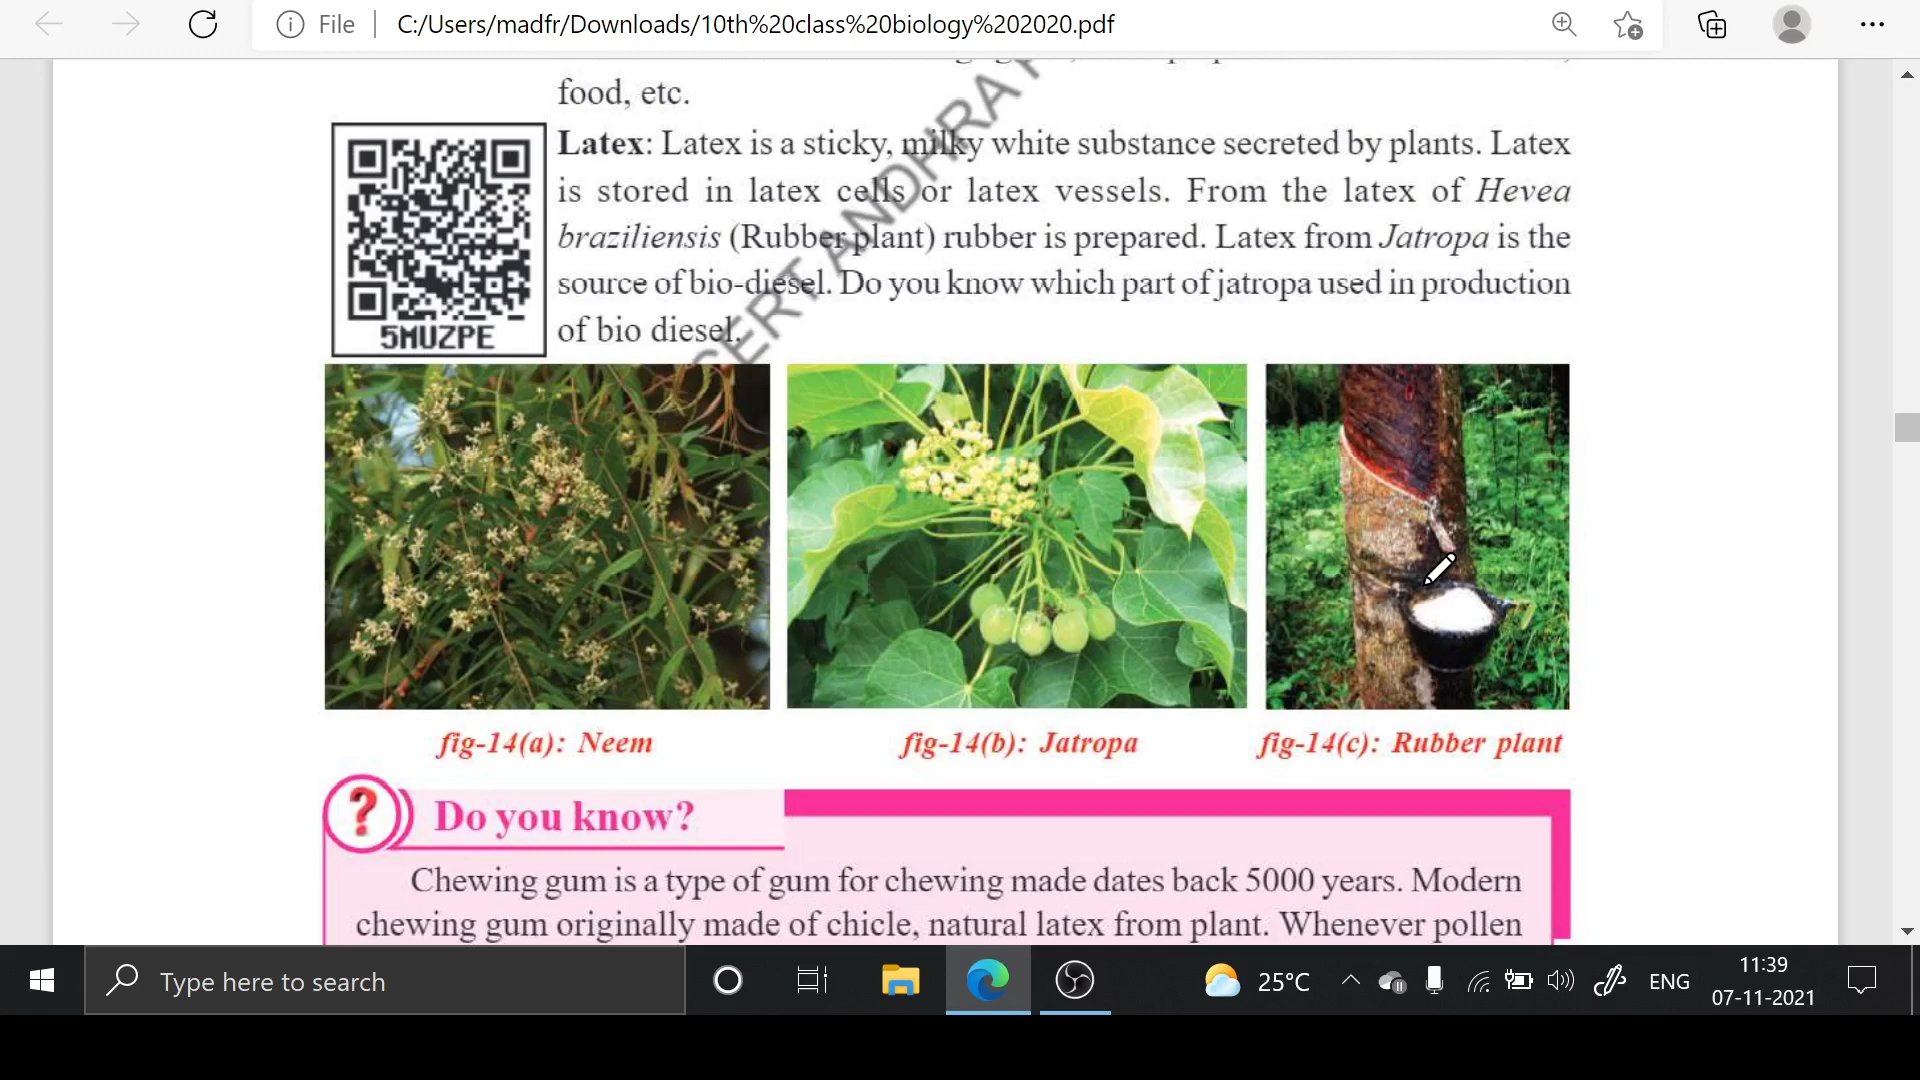 File
C:/Users/madfr/Downloads/10th%20class%20biology%202020.pdf
food, etc.
Latex: Latex is a sticky, milky white substance secreted by plants. Latex
is stored in latex cells or latex vessels. From the latex of Hevea
braziliensis (Rubber plant) rubber is prepared. Latex from Jatropa is the
source of bio-diesel. Do you know which part of jatropa used in production
of bio diesel.
5MUZPE
CERT ANDHRA
fig-14(a): Neem
fig-14(b): Jatropa
fig-14(c): Rubber plant
? Do you know?
Chewing gum is a type of gum for chewing made dates back 5000 years. Modern
chewing gum originally made of chicle, natural latex from plant. Whenever pollen
Type here to search
25°C
ENG
11:39
07-11-2021